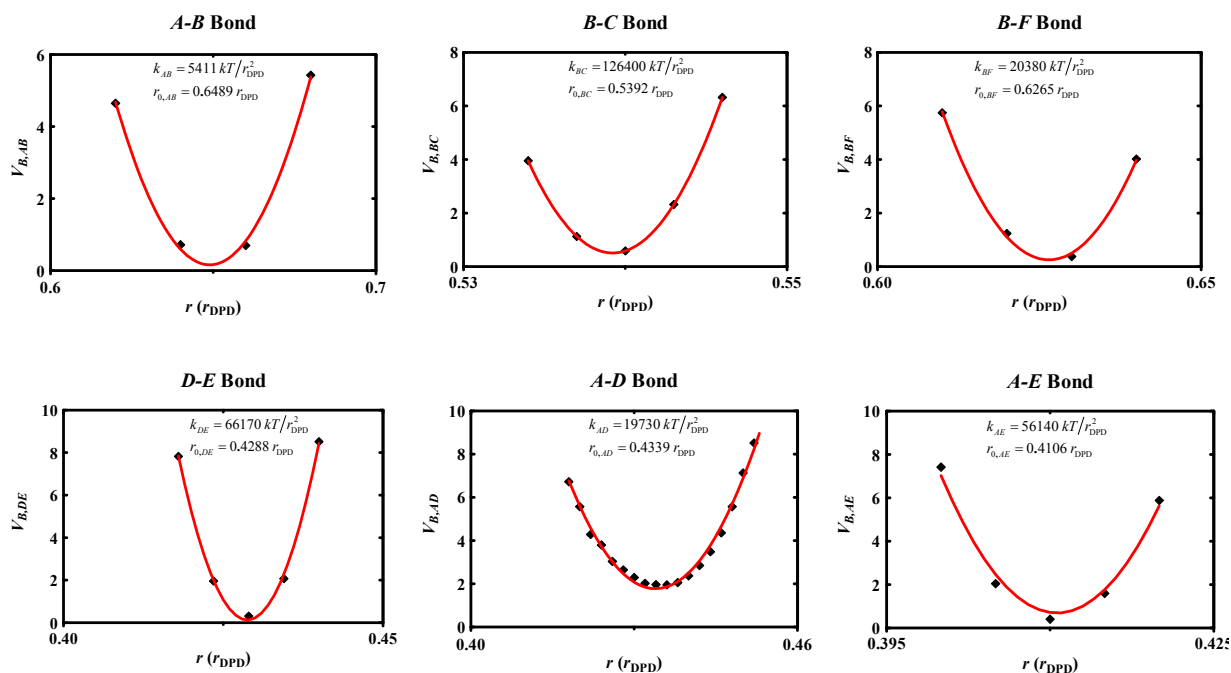 A-B Bond
k_AB = 5411 kT/r²_DPD
r_0,AB = 0.6489 r_DPD
6
4
2
0
V_B,AB
0.6
0.7
r (r_DPD)
B-C Bond
k_BC = 126400 kT/r²_DPD
r_0,BC = 0.5392 r_DPD
8
6
4
2
0
V_B,BC
0.53
0.55
r (r_DPD)
B-F Bond
k_BF = 20380 kT/r²_DPD
r_0,BF = 0.6265 r_DPD
8
6
4
2
0
V_B,BF
0.60
0.65
r (r_DPD)
D-E Bond
k_DE = 66170 kT/r²_DPD
r_0,DE = 0.4288 r_DPD
10
8
6
4
2
0
V_B,DE
0.40
0.45
r (r_DPD)
A-D Bond
k_AD = 19730 kT/r²_DPD
r_0,AD = 0.4339 r_DPD
10
8
6
4
2
0
V_B,AD
0.40
0.46
r (r_DPD)
A-E Bond
k_AE = 56140 kT/r²_DPD
r_0,AE = 0.4106 r_DPD
10
8
6
4
2
0
V_B,AE
0.395
0.425
r (r_DPD)